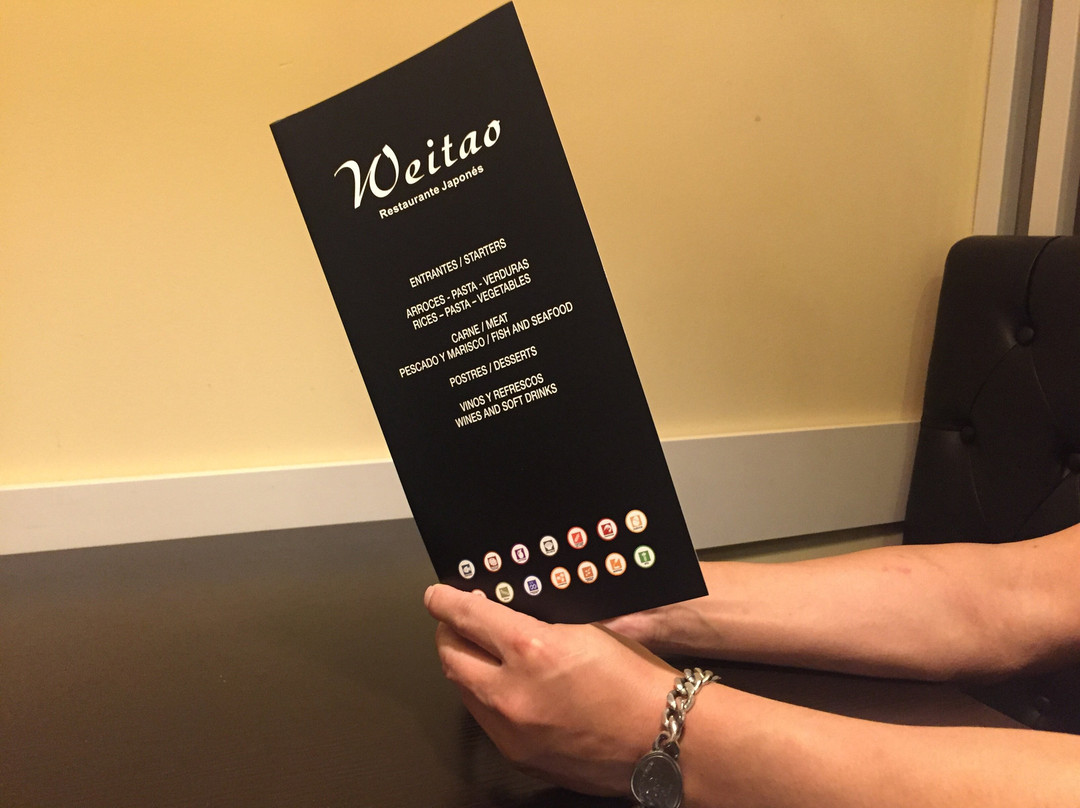 Weitao
Restaurante Japonés
ENTRANTES / STARTERS
ARROCES - PASTA - VERDURAS
RICES – PASTA – VEGETABLES
CARNE / MEAT
PESCADO Y MARISCO / FISH AND SEAFOOD
POSTRES / DESSERTS
VINOS Y REFRESCOS
WINES AND SOFT DRINKS